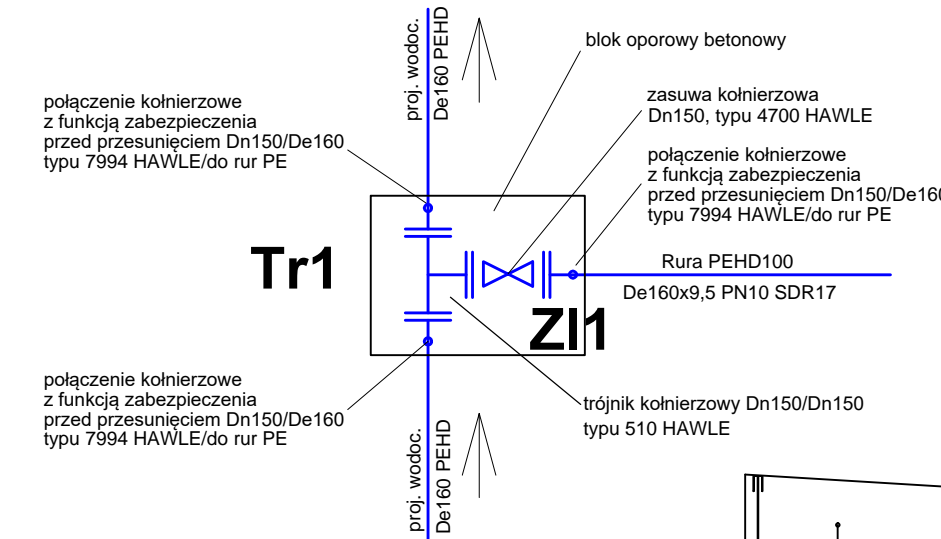 proj. wodoc.
De160 PEHD
blok oporowy betonowy
połączenie kołnierzowe
z funkcją zabezpieczenia
przed przesunięciem Dn150/De160
typu 7994 HAWLE/do rur PE
zasuwa kołnierzowa
Dn150, typu 4700 HAWLE
połączenie kołnierzowe
z funkcją zabezpieczenia
przed przesunięciem Dn150/De160
typu 7994 HAWLE/do rur PE
Tr1
Rura PEHD100
De160x9,5 PN10 SDR17
ZI1
połączenie kołnierzowe
z funkcją zabezpieczenia
przed przesunięciem Dn150/De160
typu 7994 HAWLE/do rur PE
trójnik kołnierzowy Dn150/Dn150
typu 510 HAWLE
proj. wodoc.
De160 PEHD